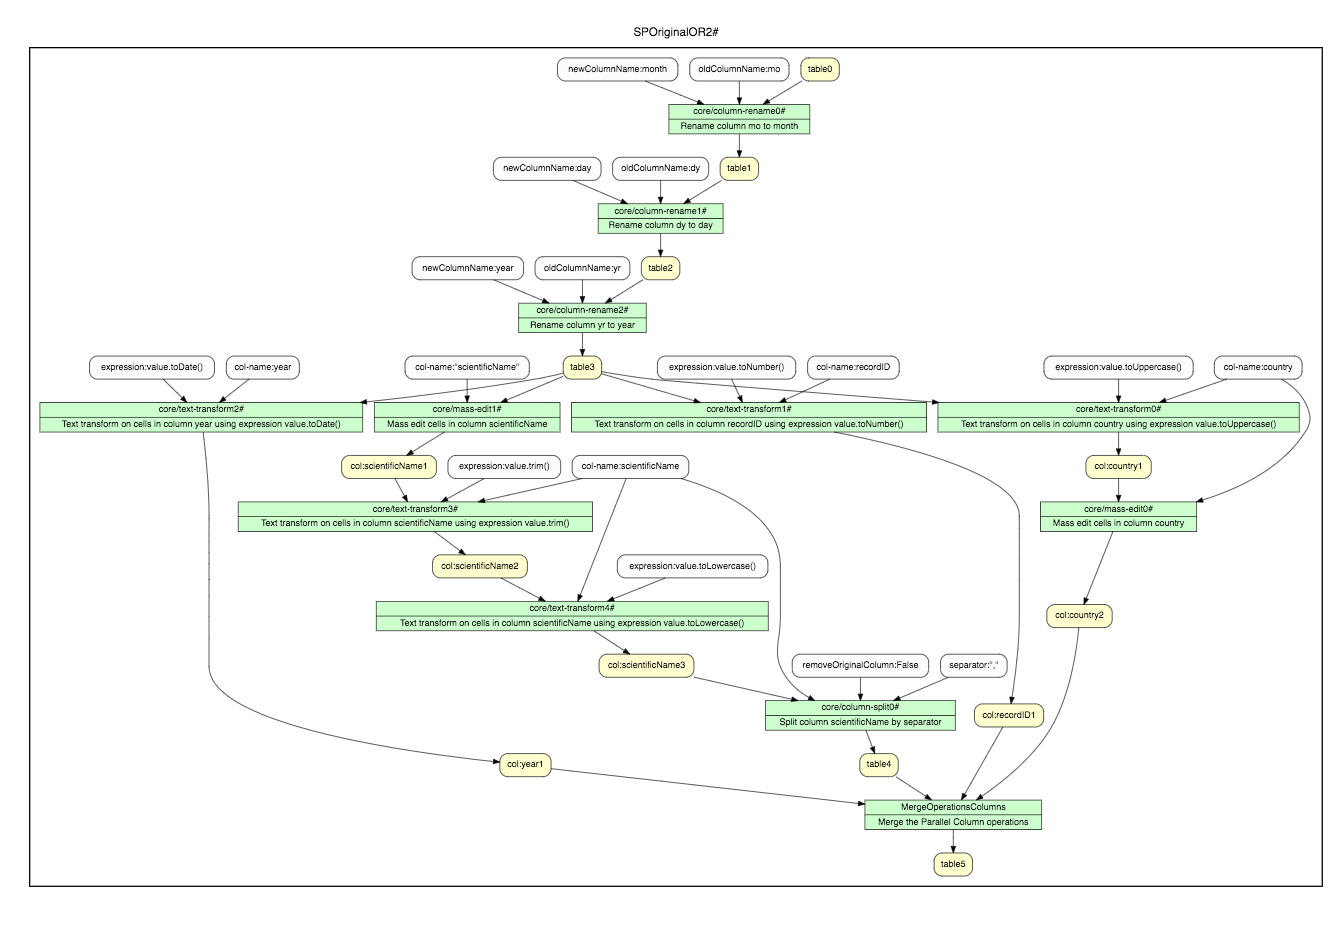 SPOriginalOR2#
newColumnName:month
oldColumnName:mo
table0
core/column-rename0#
Rename column mo to month
newColumnName:day
oldColumnName:dy
table1
core/column-rename1#
Rename column dy to day
newColumnName:year
oldColumnName:yr
table2
core/column-rename2#
Rename column yr to year
expression:value.toDate()
col-name:year
col-name:"scientificName"
table3
expression:value.toNumber()
col-name:recordID
expression:value.toUppercase()
col-name:country
core/text-transform2#
Text transform on cells in column year using expression value.toDate()
core/mass-edit1#
Mass edit cells in column scientificName
core/text-transform1#
Text transform on cells in column recordID using expression value.toNumber()
core/text-transform0#
Text transform on cells in column country using expression value.toUppercase()
col:scientificName1
expression:value.trim()
col-name:scientificName
col:country1
core/text-transform3#
Text transform on cells in column scientificName using expression value.trim()
core/mass-edit0#
Mass edit cells in column country
col:scientificName2
expression:value.toLowercase()
core/text-transform4#
Text transform on cells in column scientificName using expression value.toLowercase()
col:country2
col:scientificName3
removeOriginalColumn:False
separator:","
core/column-split0#
Split column scientificName by separator
col:recordID1
col:year1
table4
MergeOperationsColumns
Merge the Parallel Column operations
table5